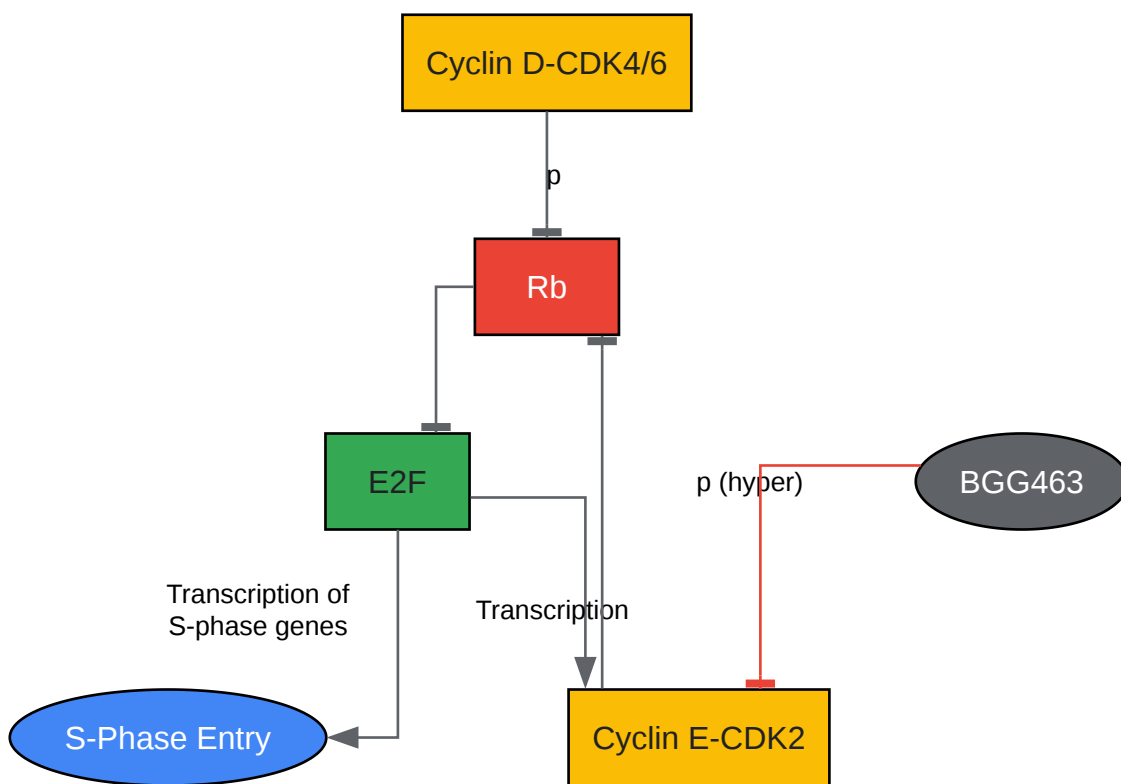 Cyclin D-CDK4/6
p
Rb
E2F
p (hyper)
BGG463
Transcription of
S-phase genes
Transcription
S-Phase Entry
Cyclin E-CDK2